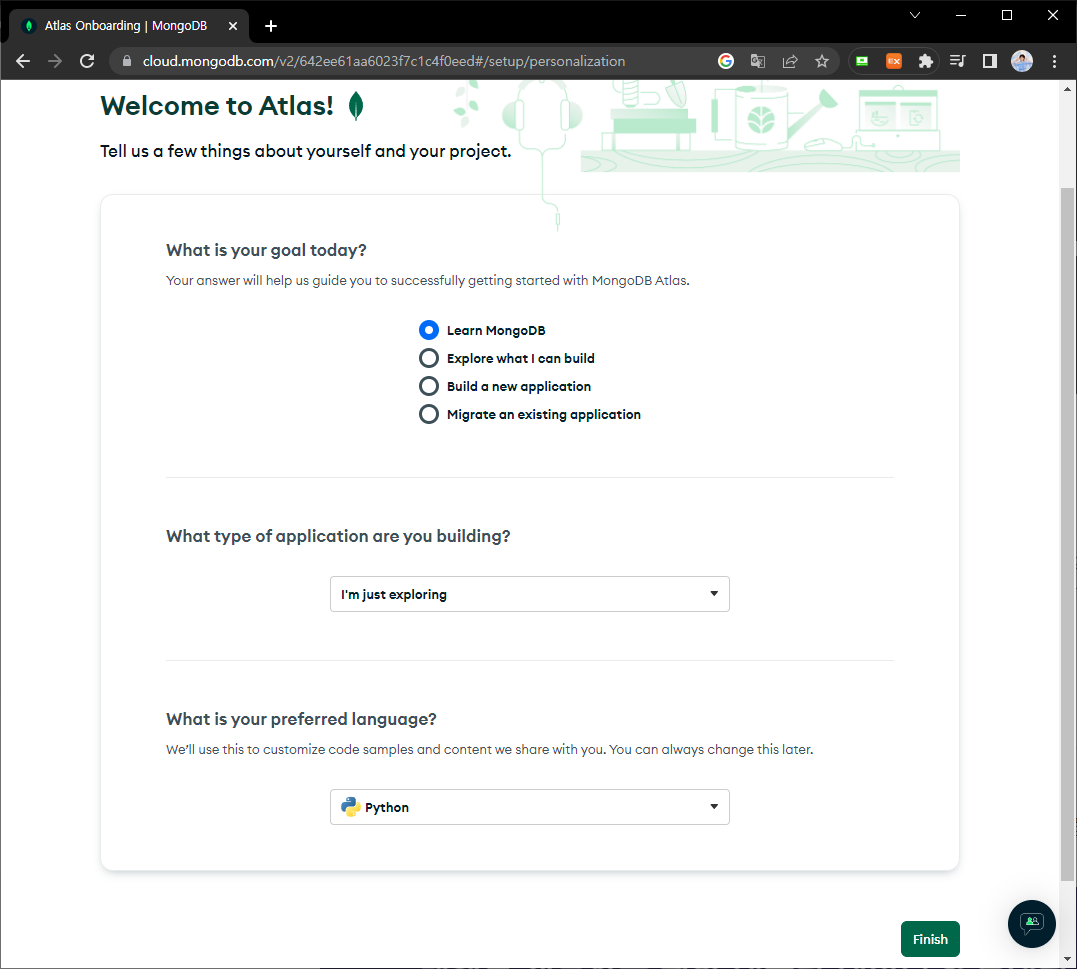 Atlas Onboarding | MongoDB
cloud.mongodb.com/v2/642ee61aa6023f7c1c4f0eed#/setup/personalization
Welcome to Atlas!
Tell us a few things about yourself and your project.
What is your goal today?
Your answer will help us guide you to successfully getting started with MongoDB Atlas.
Learn MongoDB
Explore what I can build
Build a new application
Migrate an existing application
What type of application are you building?
I'm just exploring
What is your preferred language?
We'll use this to customize code samples and content we share with you. You can always change this later.
Python
Finish